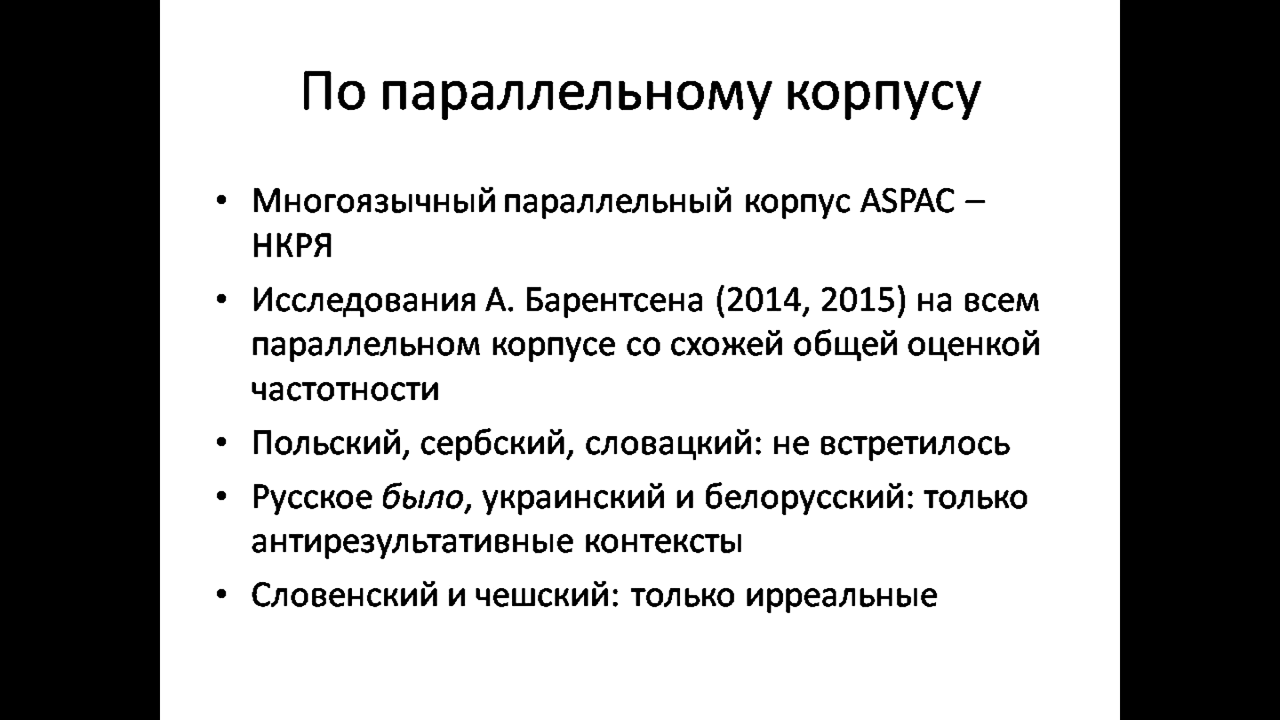 По параллельному корпусу
• Многоязычный параллельный корпус ASPAC –
НКРЯ
• Исследования А. Барентсена (2014, 2015) на всем
параллельном корпусе со схожей общей оценкой
частотности
• Польский, сербский, словацкий: не встретилось
• Русское было, украинский и белорусский: только
антирезультативные контексты
• Словенский и чешский: только ирреальные